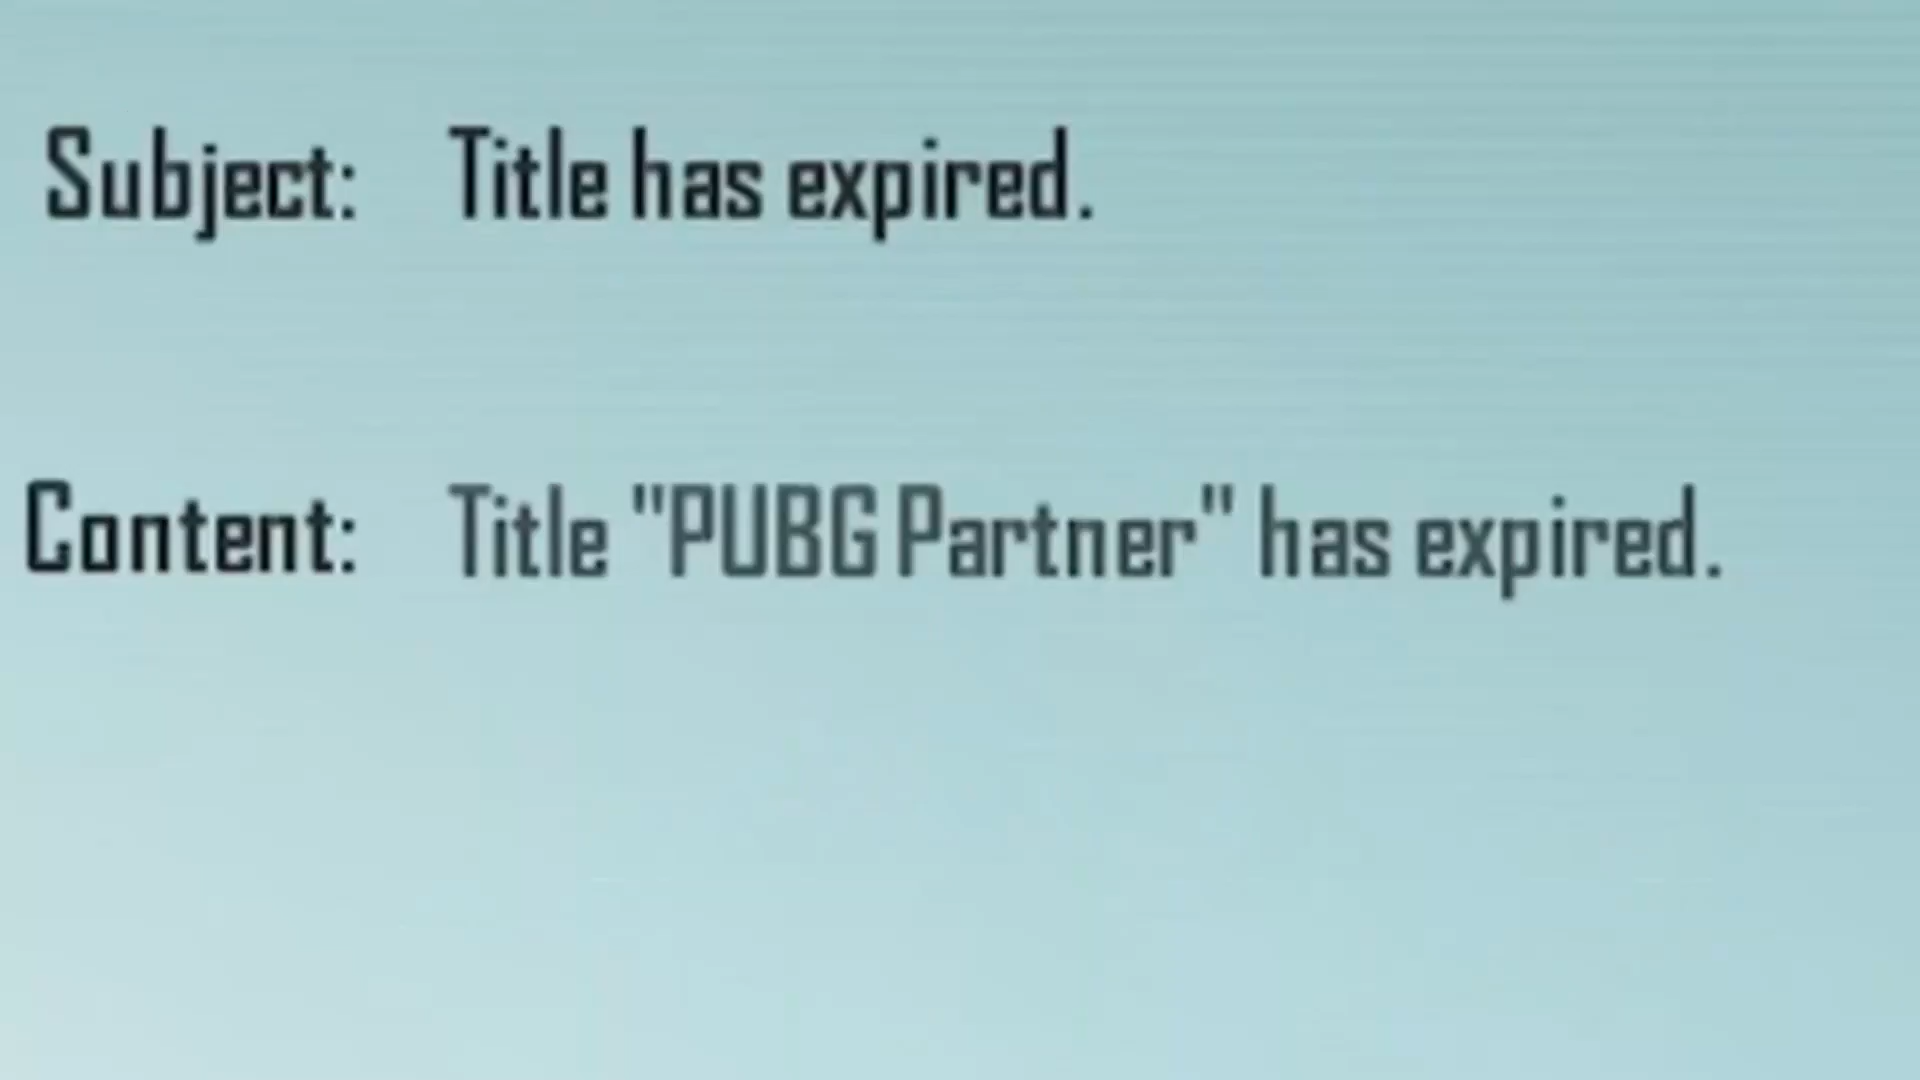 Subject: Title has expired.
Content: Title "PUBG Partner" has expired.